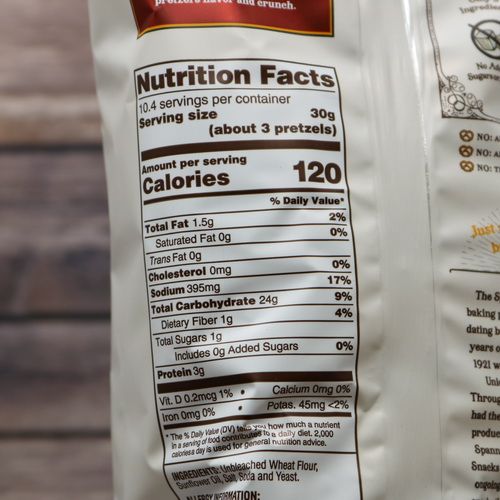 pretzels flavor and crunch.
Nutrition Facts
10.4 servings per container
Serving size 30g
(about 3 pretzels)
Amount per serving
Calories 120
% Daily Value*
Total Fat 1.5g 2%
Saturated Fat 0g 0%
Trans Fat 0g
Cholesterol 0mg 0%
Sodium 395mg 17%
Total Carbohydrate 24g 9%
Dietary Fiber 1g 4%
Total Sugars 1g
Includes 0g Added Sugars 0%
Protein 3g
Vit. D 0.2mcg 1% • Calcium 0mg 0%
Iron 0mg 0% • Potas. 45mg <2%
*The % Daily Value (DV) tells you how much a nutrient
in a serving of food contributes to a daily diet. 2,000
calories a day is used for general nutrition advice.
INGREDIENTS: Unbleached Wheat Flour,
Sunflower Oil, Salt, Soda and Yeast.
ALLERGY INFORMATION:
Ingredien
No Ad
Sugars
NO: A
NO: A
NO: T
Just
The S
baking p
dating b
years o
1921 w
Uni
Throug
had the
produc
Spann
Snacks
ongoin